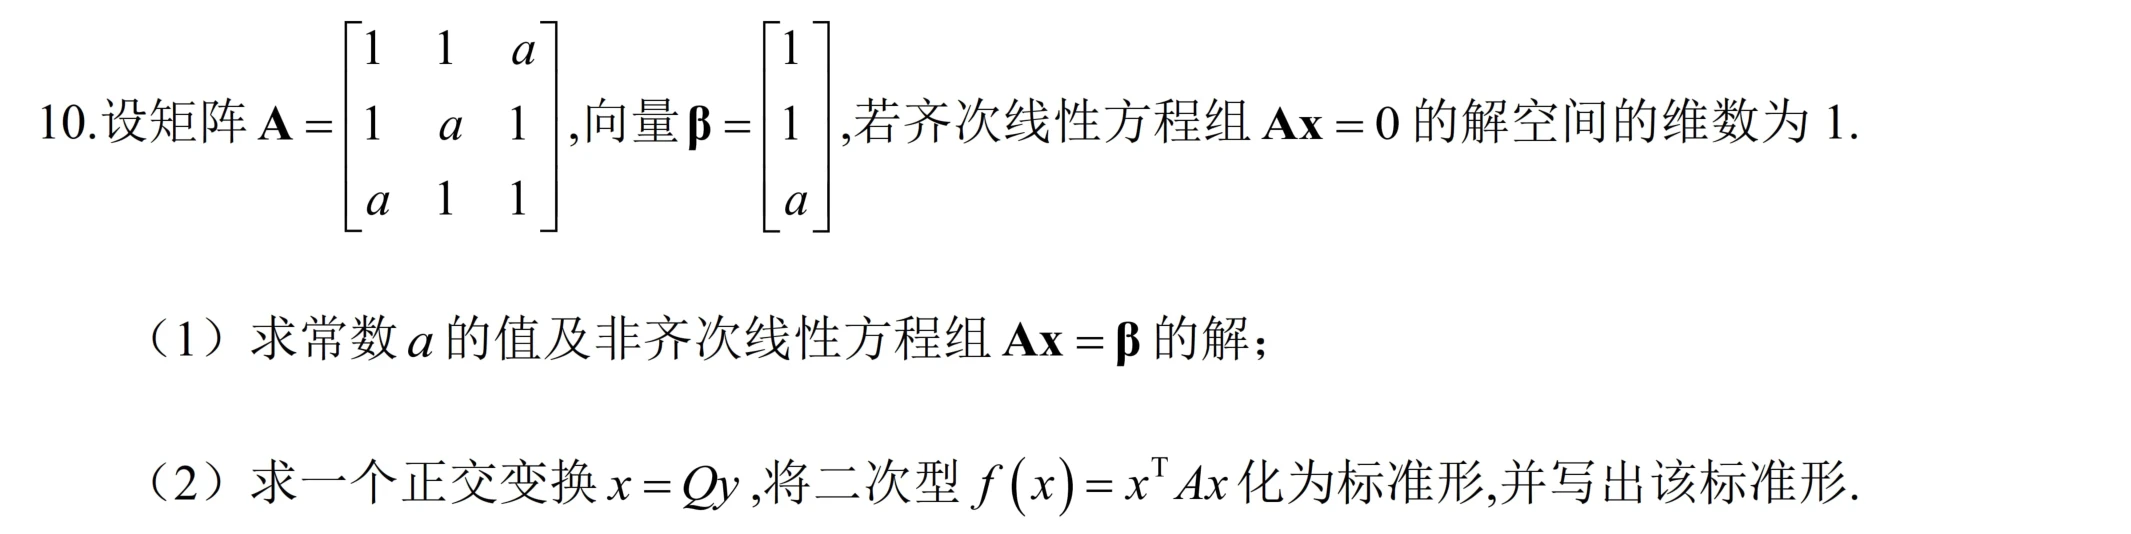 10.设矩阵 $\mathbf{A}=\begin{bmatrix}1&1&a\\1&a&1\\a&1&1\end{bmatrix}$,向量 $\boldsymbol{\beta}=\begin{bmatrix}1\\1\\a\end{bmatrix}$,若齐次线性方程组 $\mathbf{Ax}=0$ 的解空间的维数为 1.
（1）求常数 $a$ 的值及非齐次线性方程组 $\mathbf{Ax}=\boldsymbol{\beta}$ 的解；
（2）求一个正交变换 $x=Qy$,将二次型 $f(x)=x^{\mathrm{T}}Ax$ 化为标准形,并写出该标准形.